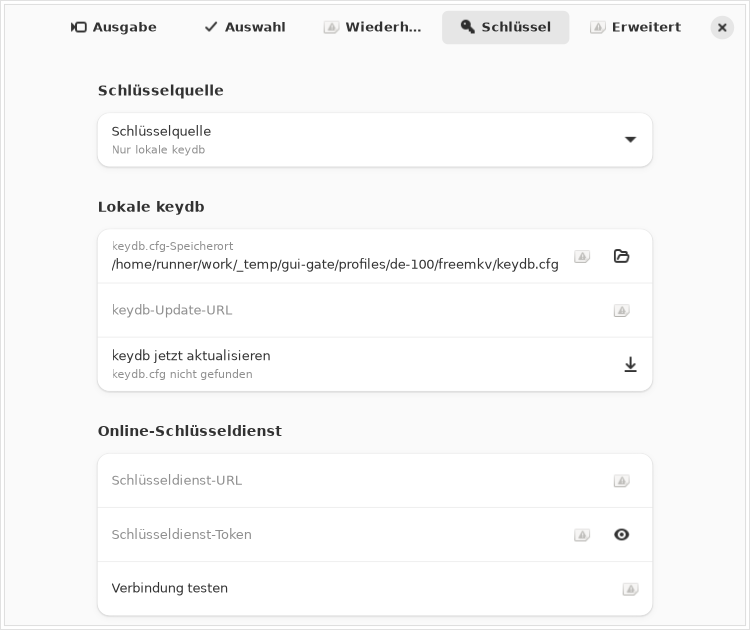 Ausgabe
Auswahl
Wiederh...
Schlüssel
Erweitert
Schlüsselquelle
Schlüsselquelle
Nur lokale keydb
Lokale keydb
keydb.cfg-Speicherort
/home/runner/work/_temp/gui-gate/profiles/de-100/freemkv/keydb.cfg
keydb-Update-URL
keydb jetzt aktualisieren
keydb.cfg nicht gefunden
Online-Schlüsseldienst
Schlüsseldienst-URL
Schlüsseldienst-Token
Verbindung testen